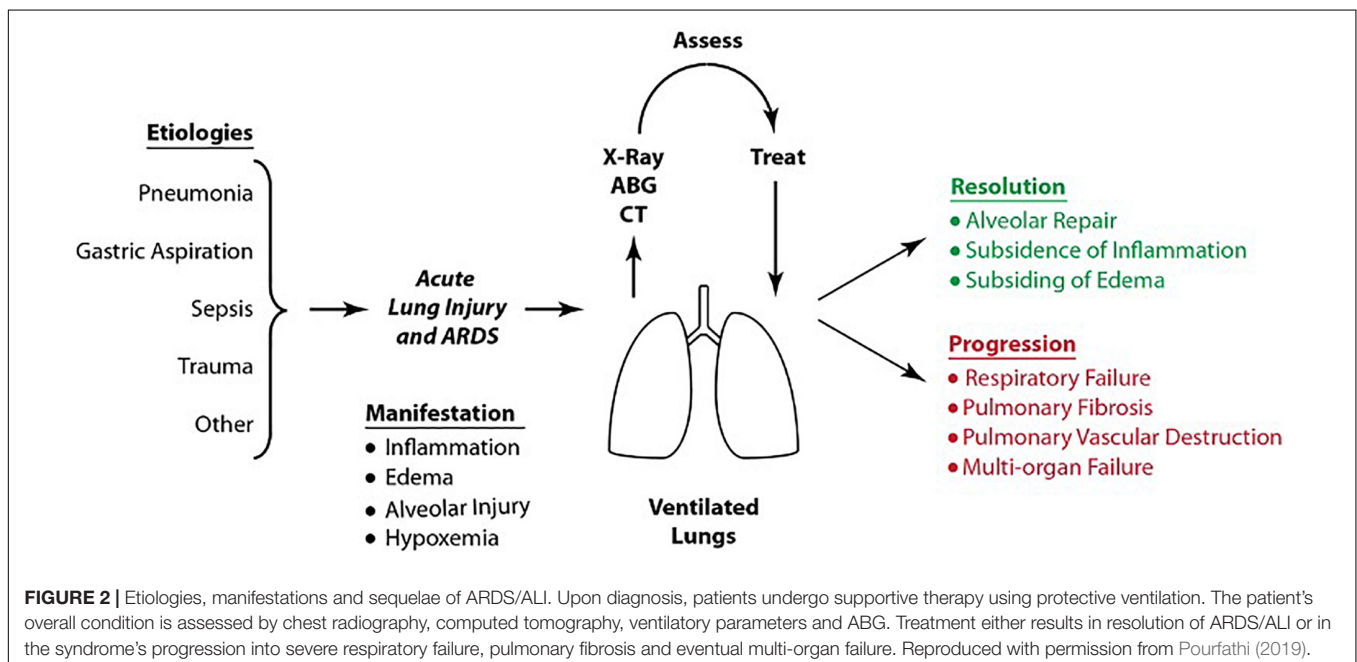 Assess
Etiologies
Pneumonia
Gastric Aspiration
Sepsis
Trauma
Other
Acute
Lung Injury
and ARDS
Manifestation
• Inflammation
• Edema
• Alveolar Injury
• Hypoxemia
X-Ray
ABG
CT
Treat
Ventilated
Lungs
Resolution
• Alveolar Repair
• Subsidence of Inflammation
• Subsiding of Edema
Progression
• Respiratory Failure
• Pulmonary Fibrosis
• Pulmonary Vascular Destruction
• Multi-organ Failure
FIGURE 2 | Etiologies, manifestations and sequelae of ARDS/ALI. Upon diagnosis, patients undergo supportive therapy using protective ventilation. The patient's
overall condition is assessed by chest radiography, computed tomography, ventilatory parameters and ABG. Treatment either results in resolution of ARDS/ALI or in
the syndrome's progression into severe respiratory failure, pulmonary fibrosis and eventual multi-organ failure. Reproduced with permission from Pourfathi (2019).